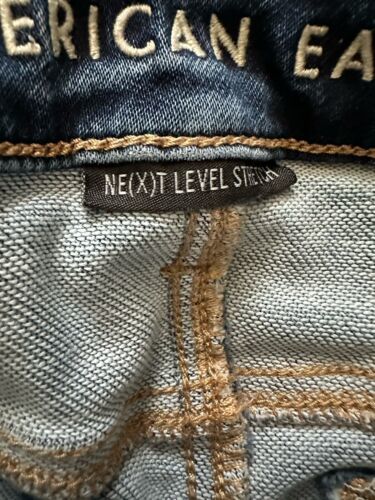 ERICAN EA
NE(X)T LEVEL STRETCH